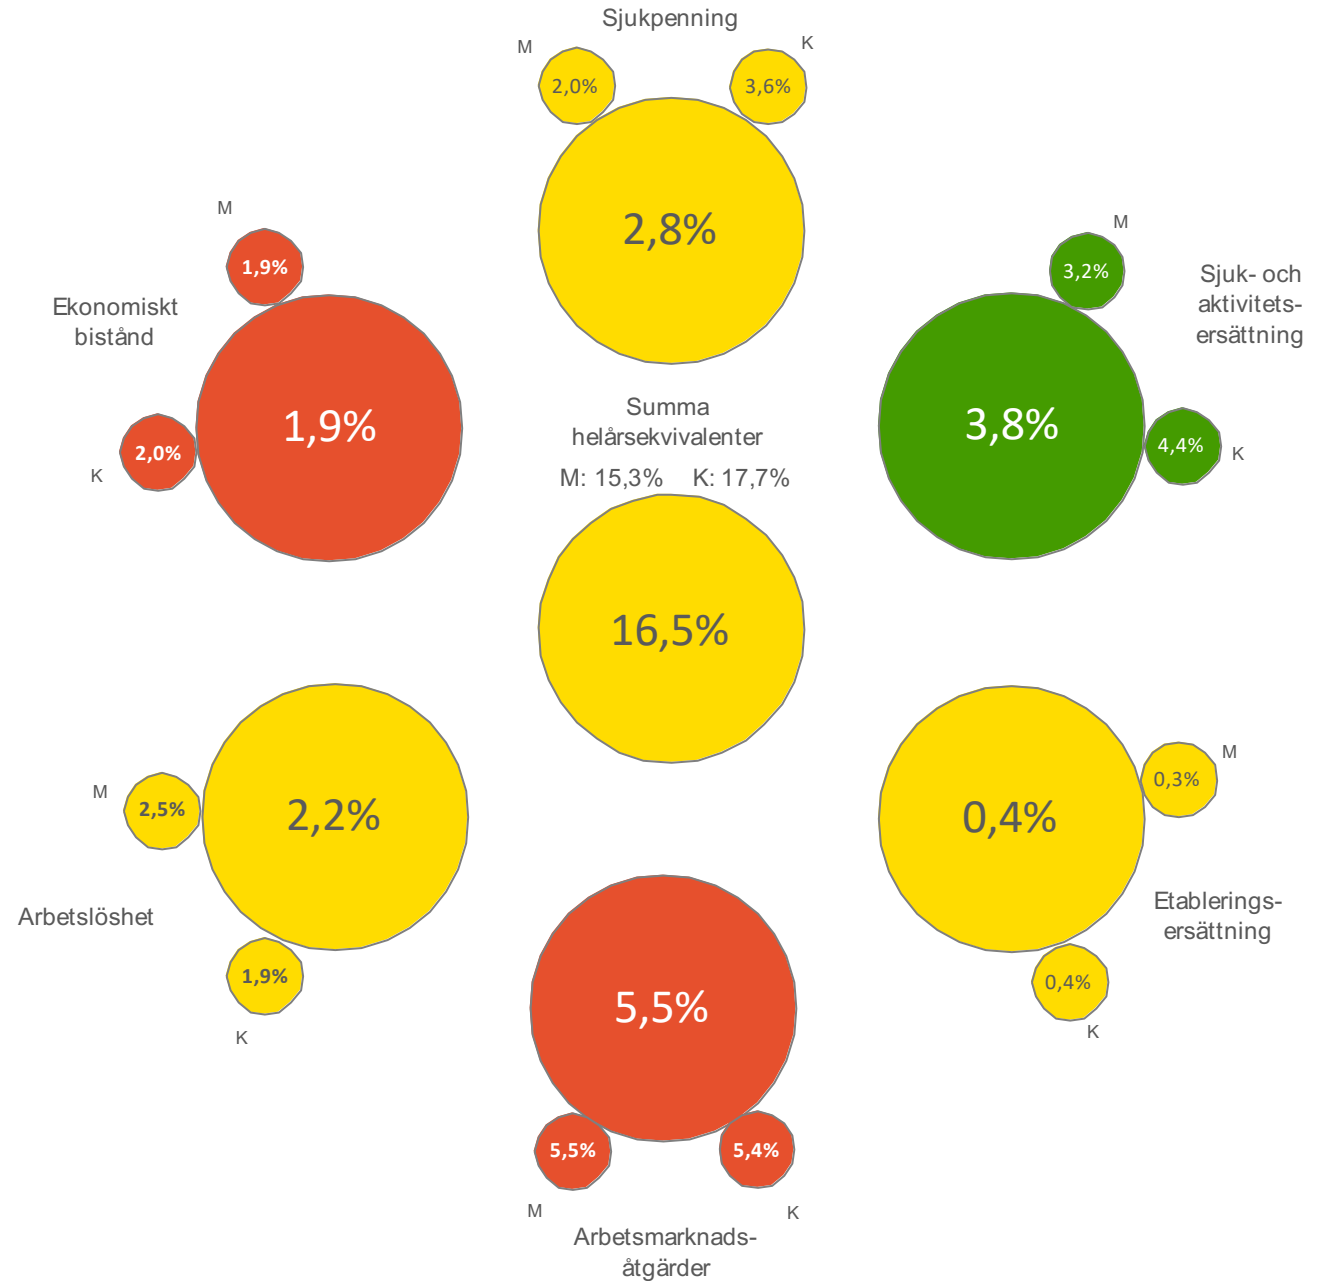 Sjukpenning
M
K
2,0%
3,6%
2,8%
M
1,9%
Ekonomiskt
bistånd
1,9%
2,0%
K
M
3,2%
Sjuk- och
aktivitets-
ersättning
3,8%
4,4%
K
Summa
helårsekvivalenter
M: 15,3% K: 17,7%
16,5%
M
2,5%
2,2%
Arbetslöshet
1,9%
K
M
0,3%
0,4%
Etablerings-
ersättning
0,4%
K
5,5%
5,5%
5,4%
M
K
Arbetsmarknads-
åtgärder